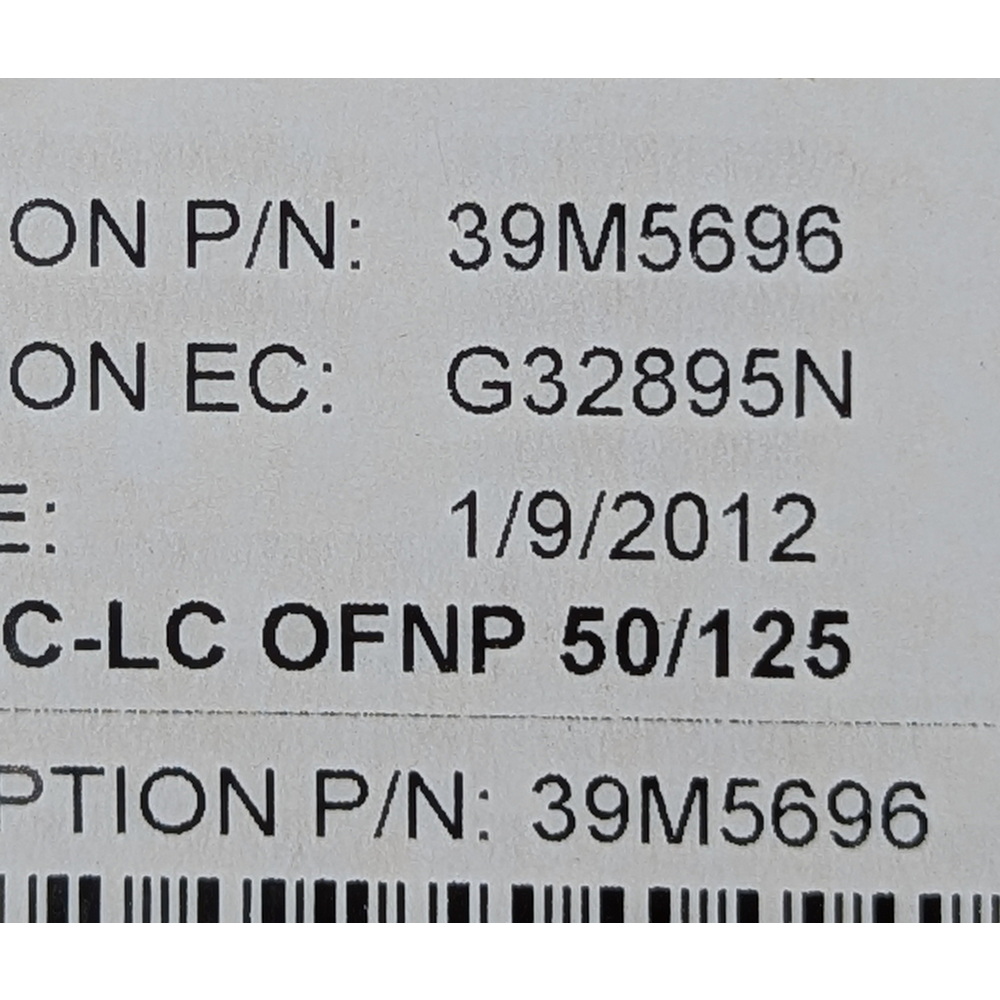 ON P/N: 39M5696
ON EC: G32895N
E: 1/9/2012
C-LC OFNP 50/125
PTION P/N: 39M5696